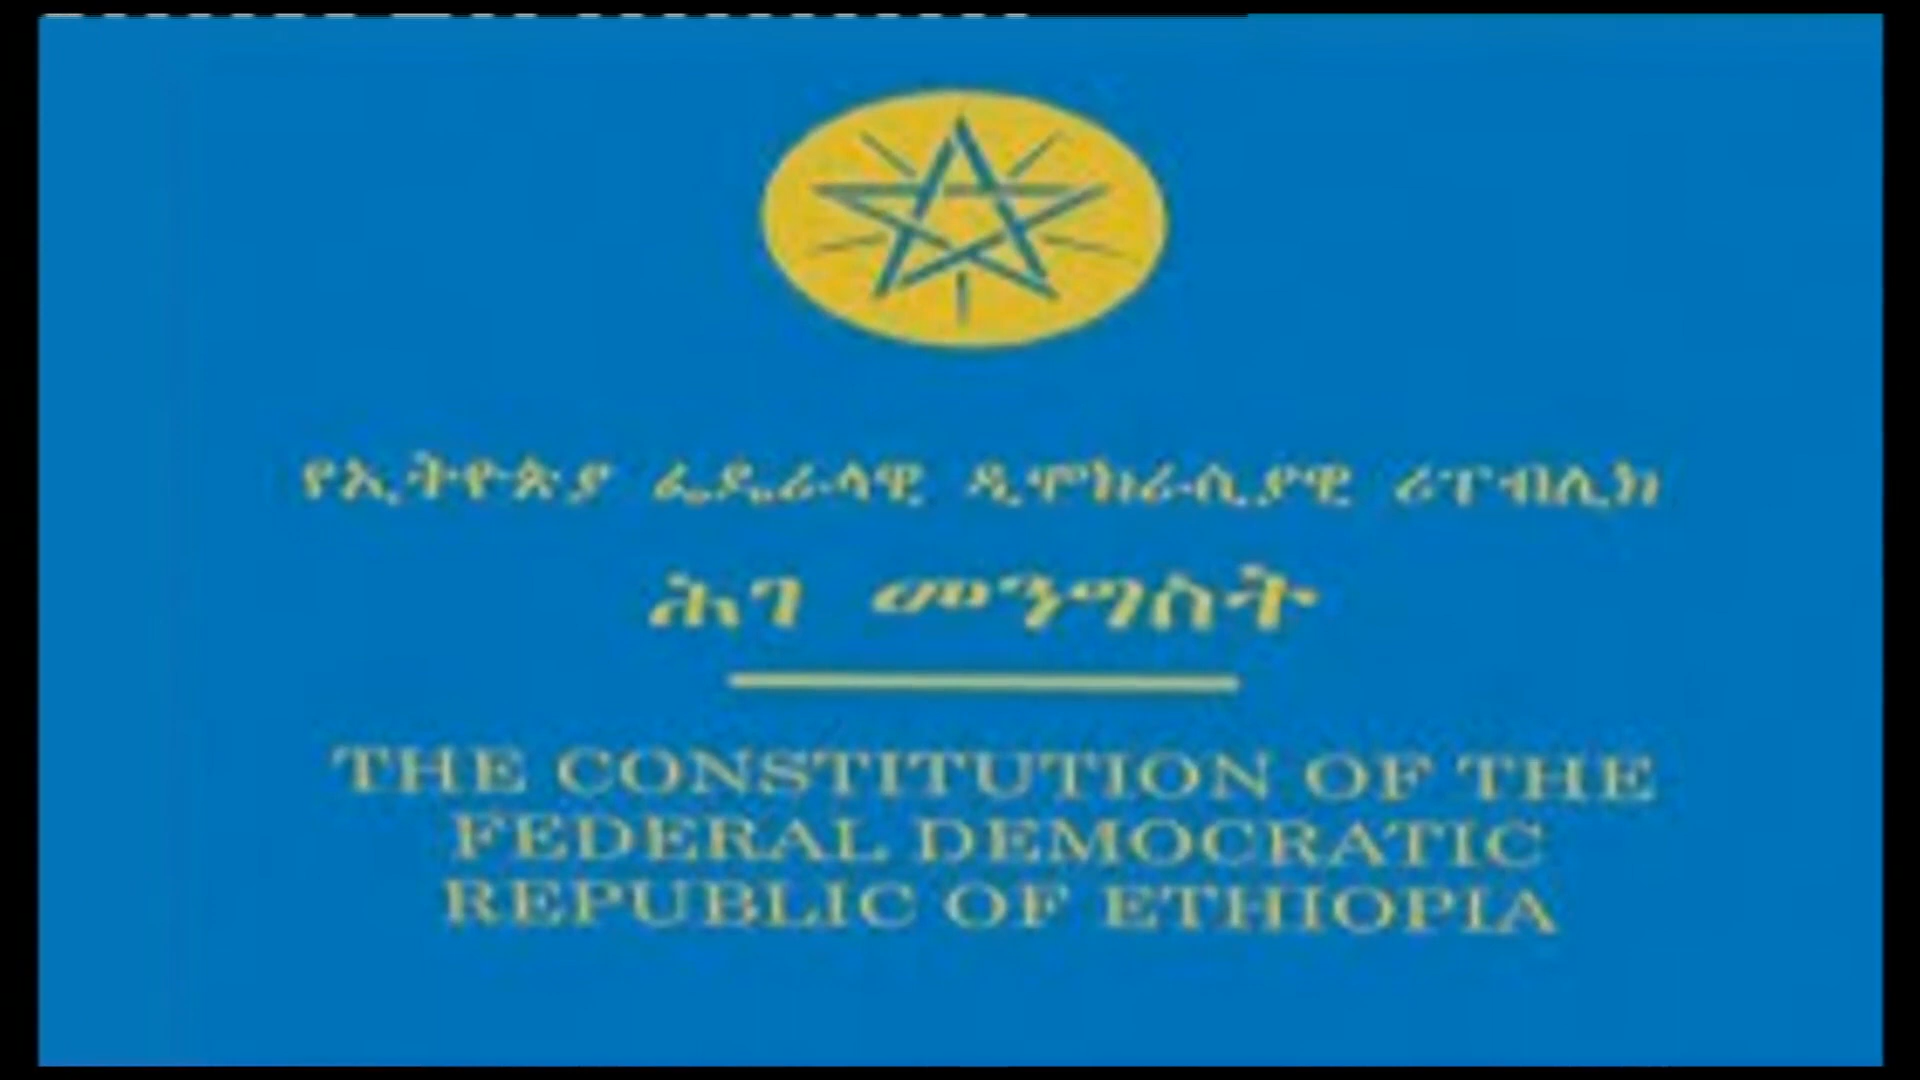 የኢትዮጵያ ፌዴራላዊ ዲሞክራሲያዊ ሪፐብሊክ
ሕገ መንግስት
THE CONSTITUTION OF THE
FEDERAL DEMOCRATIC
REPUBLIC OF ETHIOPIA